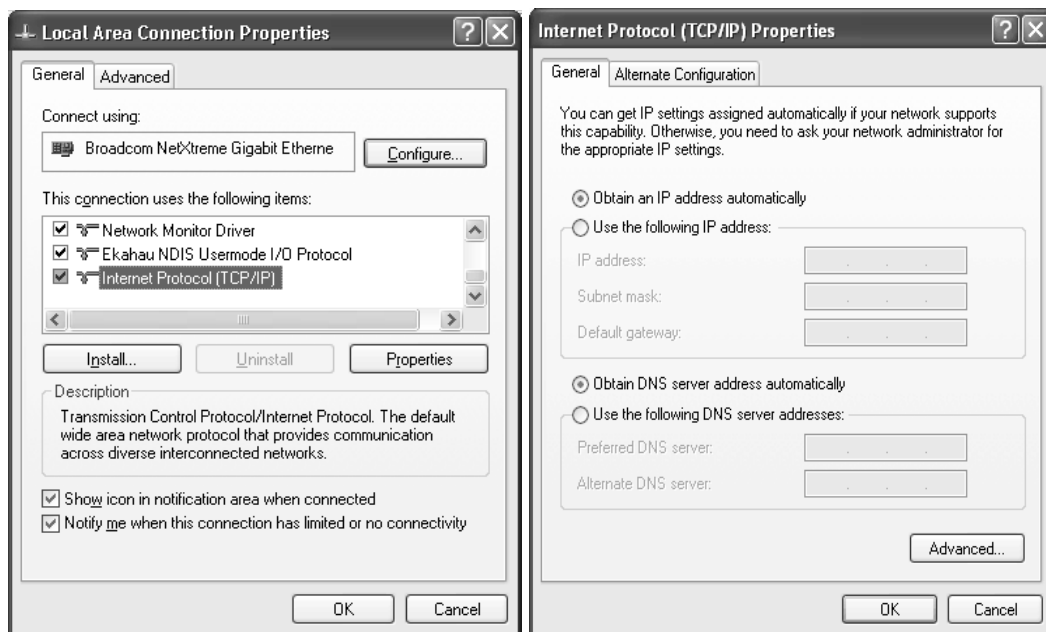 Local Area Connection Properties
General
Advanced
Connect using:
Broadcom NetXtreme Gigabit Etherne
Configure...
This connection uses the following items:
Network Monitor Driver
Ekahau NDIS Usermode I/O Protocol
Internet Protocol (TCP/IP)
Install...
Uninstall
Properties
Description
Transmission Control Protocol/Internet Protocol. The default
wide area network protocol that provides communication
across diverse interconnected networks.
Show icon in notification area when connected
Notify me when this connection has limited or no connectivity
OK
Cancel
Internet Protocol (TCP/IP) Properties
General
Alternate Configuration
You can get IP settings assigned automatically if your network supports
this capability. Otherwise, you need to ask your network administrator for
the appropriate IP settings.
Obtain an IP address automatically
Use the following IP address:
IP address:
Subnet mask:
Default gateway:
Obtain DNS server address automatically
Use the following DNS server addresses:
Preferred DNS server:
Alternate DNS server:
Advanced...
OK
Cancel